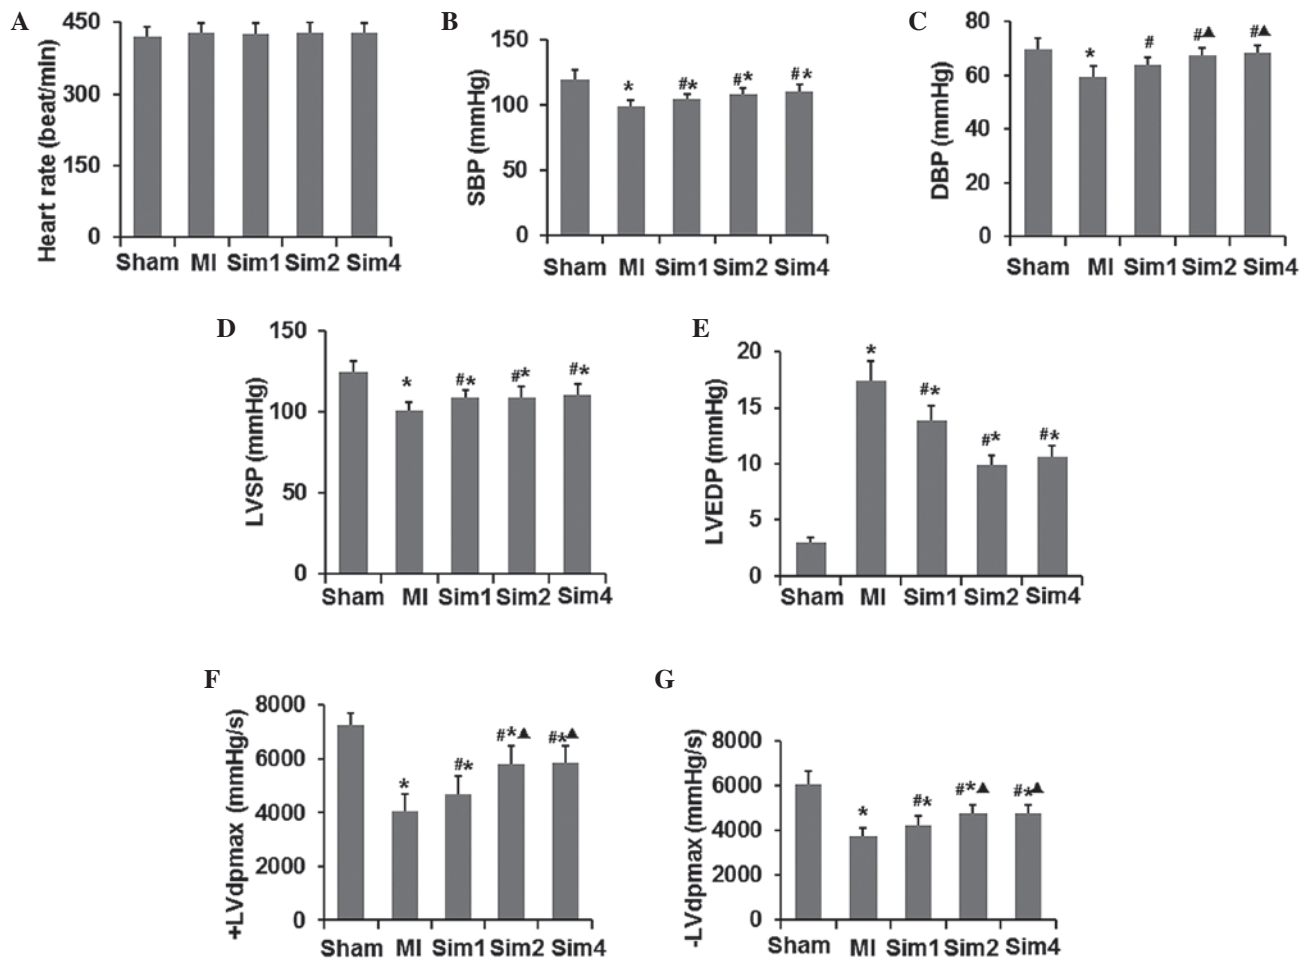 A
Heart rate (beat/min)
450
300
150
0
Sham MI Sim1 Sim2 Sim4
B
SBP (mmHg)
150
100
50
0
* #* #* #*
Sham MI Sim1 Sim2 Sim4
C
DBP (mmHg)
80
60
40
20
0
* # #▲ #▲
Sham MI Sim1 Sim2 Sim4
D
LVSP (mmHg)
150
100
50
0
* #* #* #*
Sham MI Sim1 Sim2 Sim4
E
LVEDP (mmHg)
20
15
10
5
0
* #* #* #*
Sham MI Sim1 Sim2 Sim4
F
+LVdpmax (mmHg/s)
8000
6000
4000
2000
0
* #* #*▲ #*▲
Sham MI Sim1 Sim2 Sim4
G
-LVdpmax (mmHg/s)
8000
6000
4000
2000
0
* #* #*▲ #*▲
Sham MI Sim1 Sim2 Sim4